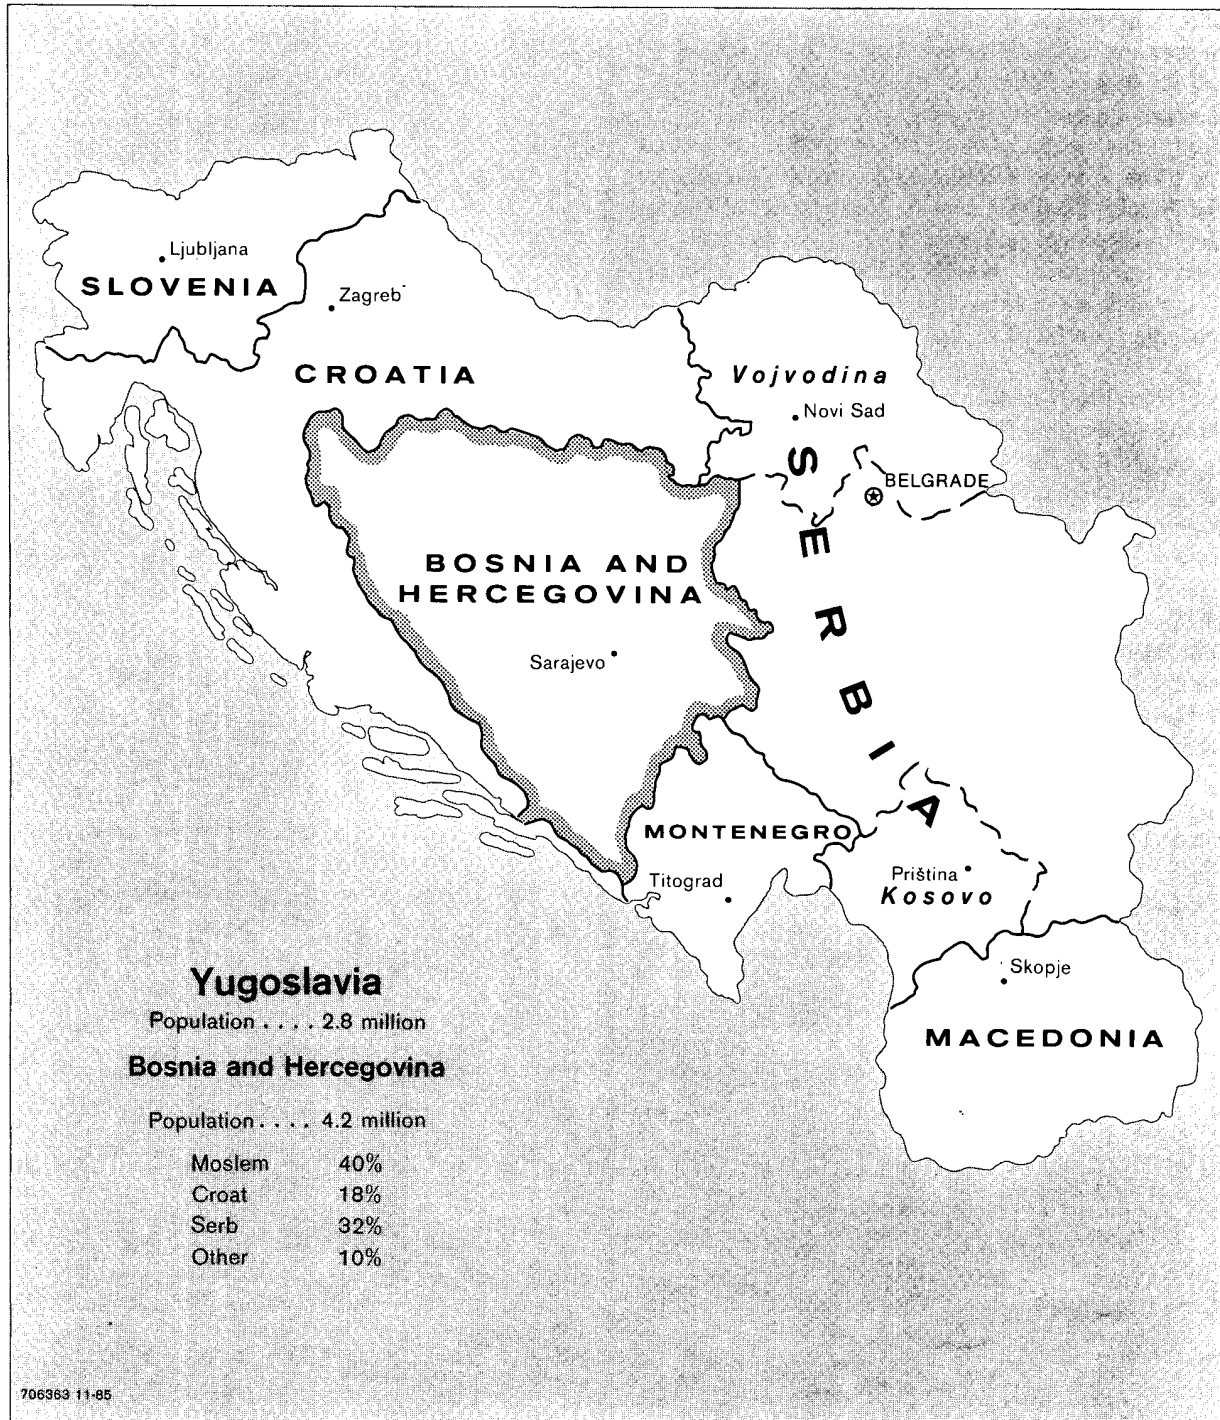 Ljubljana
SLOVENIA
Zagreb
CROATIA
Vojvodina
Novi Sad
BELGRADE
SERBIA
BOSNIA AND
HERCEGOVINA
Sarajevo
MONTENEGRO
Titograd
Priština
Kosovo
Skopje
MACEDONIA
Yugoslavia
Population .... 2.8 million
Bosnia and Hercegovina
Population .... 4.2 million
Moslem 40%
Croat 18%
Serb 32%
Other 10%
706363 11-85